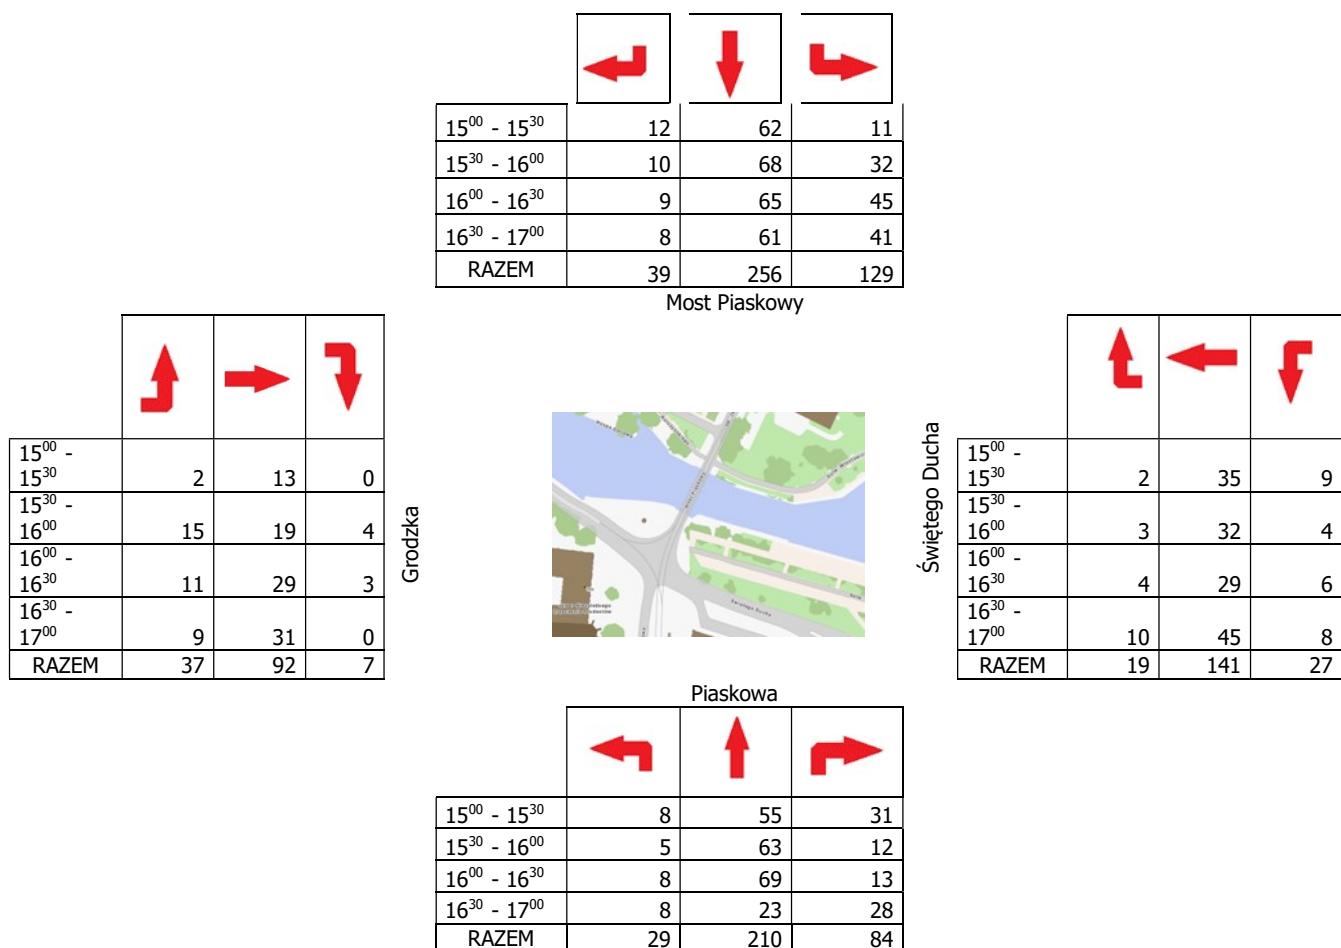 15⁰⁰ - 15³⁰ 12 62 11
15³⁰ - 16⁰⁰ 10 68 32
16⁰⁰ - 16³⁰ 9 65 45
16³⁰ - 17⁰⁰ 8 61 41
RAZEM 39 256 129
Most Piaskowy
15⁰⁰ -
15³⁰ 2 13 0
15³⁰ -
16⁰⁰ 15 19 4
16⁰⁰ -
16³⁰ 11 29 3
16³⁰ -
17⁰⁰ 9 31 0
RAZEM 37 92 7
Grodzka
Świętego Ducha
15⁰⁰ -
15³⁰ 2 35 9
15³⁰ -
16⁰⁰ 3 32 4
16⁰⁰ -
16³⁰ 4 29 6
16³⁰ -
17⁰⁰ 10 45 8
RAZEM 19 141 27
Piaskowa
15⁰⁰ - 15³⁰ 8 55 31
15³⁰ - 16⁰⁰ 5 63 12
16⁰⁰ - 16³⁰ 8 69 13
16³⁰ - 17⁰⁰ 8 23 28
RAZEM 29 210 84